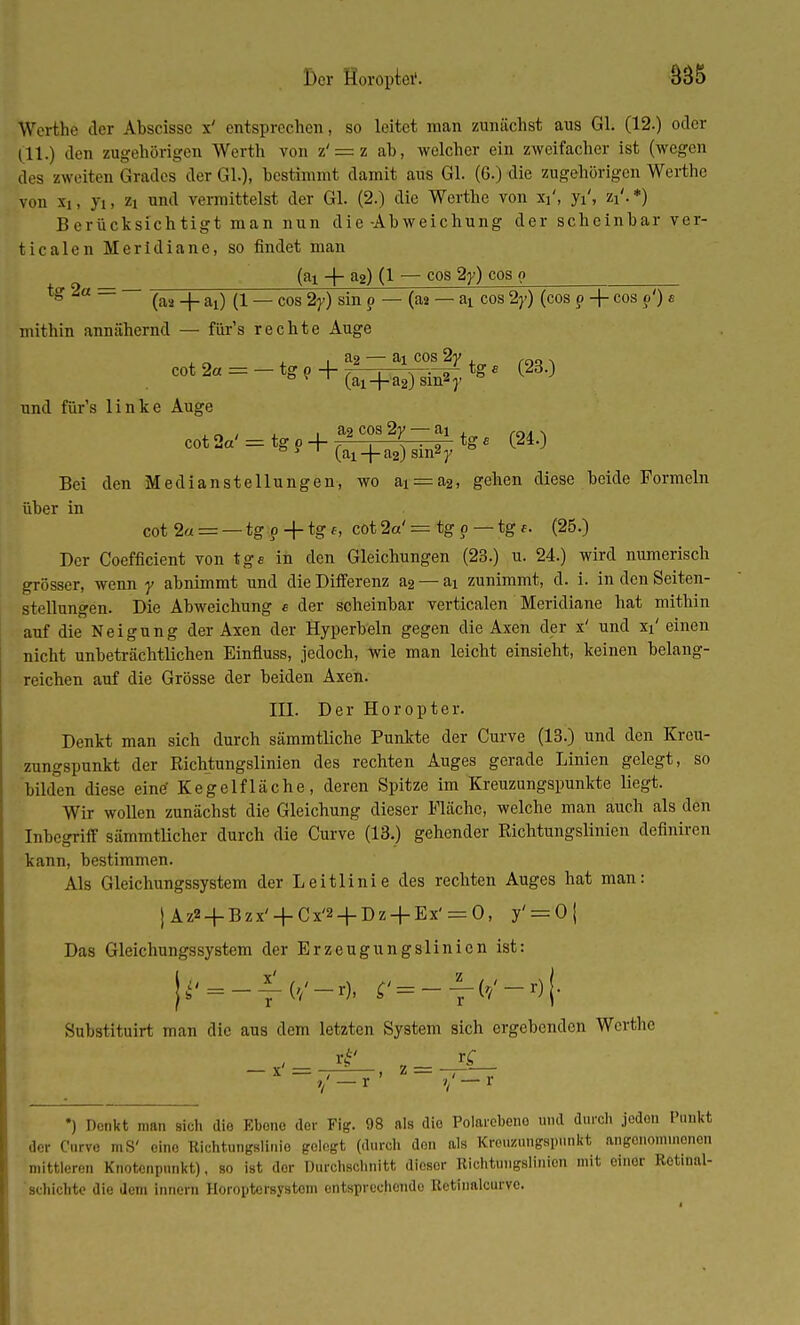 Der Horopter. 335
Werthe der Abscisse x' entsprechen, so leitet man zunächst aus Gl. (12.) oder
(11.) den zugehörigen Werth von z' = z ab, welcher ein zweifacher ist (wegen
des zweiten Grades der Gl.), bestimmt damit aus Gl. (6.) die zugehörigen Werthe
von x₁, y₁, z₁ und vermittelst der Gl. (2.) die Werthe von x₁', y₁', z₁'.*)
Berücksichtigt man nun die Abweichung der scheinbar ver-
ticalen Meridiane, so findet man
tg 2α = − (a₁ + a₂) (1 — cos 2γ) cos ρ / (a₂ + a₁) (1 — cos 2γ) sin ρ — (a₂ — a₁ cos 2γ) (cos ρ + cos ρ') ε
mithin annähernd — für's rechte Auge
cot 2α = — tg ρ + a₂ — a₁ cos 2γ / (a₁ + a₂) sin² γ tg ε (23.)
und für's linke Auge
cot 2α' = tg ρ + a₂ cos 2γ — a₁ / (a₁ + a₂) sin² γ tg ε (24.)
Bei den Medianstellungen, wo a₁ = a₂, gehen diese beide Formeln
über in
cot 2α = — tg ρ + tg ε, cot 2α' = tg ρ — tg ε. (25.)
Der Coefficient von tg ε in den Gleichungen (23.) u. 24.) wird numerisch
grösser, wenn γ abnimmt und die Differenz a₂ — a₁ zunimmt, d. i. in den Seiten-
stellungen. Die Abweichung ε der scheinbar verticalen Meridiane hat mithin
auf die Neigung der Axen der Hyperbeln gegen die Axen der x' und x₁' einen
nicht unbeträchtlichen Einfluss, jedoch, wie man leicht einsieht, keinen belang-
reichen auf die Grösse der beiden Axen.
III. Der Horopter.
Denkt man sich durch sämmtliche Punkte der Curve (13.) und den Kreu-
zungspunkt der Richtungslinien des rechten Auges gerade Linien gelegt, so
bilden diese eine Kegelfläche, deren Spitze im Kreuzungspunkte liegt.
Wir wollen zunächst die Gleichung dieser Fläche, welche man auch als den
Inbegriff sämmtlicher durch die Curve (13.) gehender Richtungslinien definiren
kann, bestimmen.
Als Gleichungssystem der Leitlinie des rechten Auges hat man:
} Az² + Bzx' + Cx'² + Dz + Ex' = 0, y' = 0 {
Das Gleichungssystem der Erzeugungslinien ist:
} ξ' = — x'/r (η' — r), ζ' = — z/r (η' — r) {.
Substituirt man die aus dem letzten System sich ergebenden Werthe
— x' = rξ' / η' — r, z = rζ' / η' — r
*) Denkt man sich die Ebene der Fig. 98 als die Polarebene und durch jeden Punkt
der Curve mS' eine Richtungslinie gelegt (durch den als Kreuzungspunkt angenommenen
mittleren Knotenpunkt), so ist der Durchschnitt dieser Richtungslinien mit einer Retinal-
schichte die dem innern Horoptersystem entsprechende Retinalcurve.